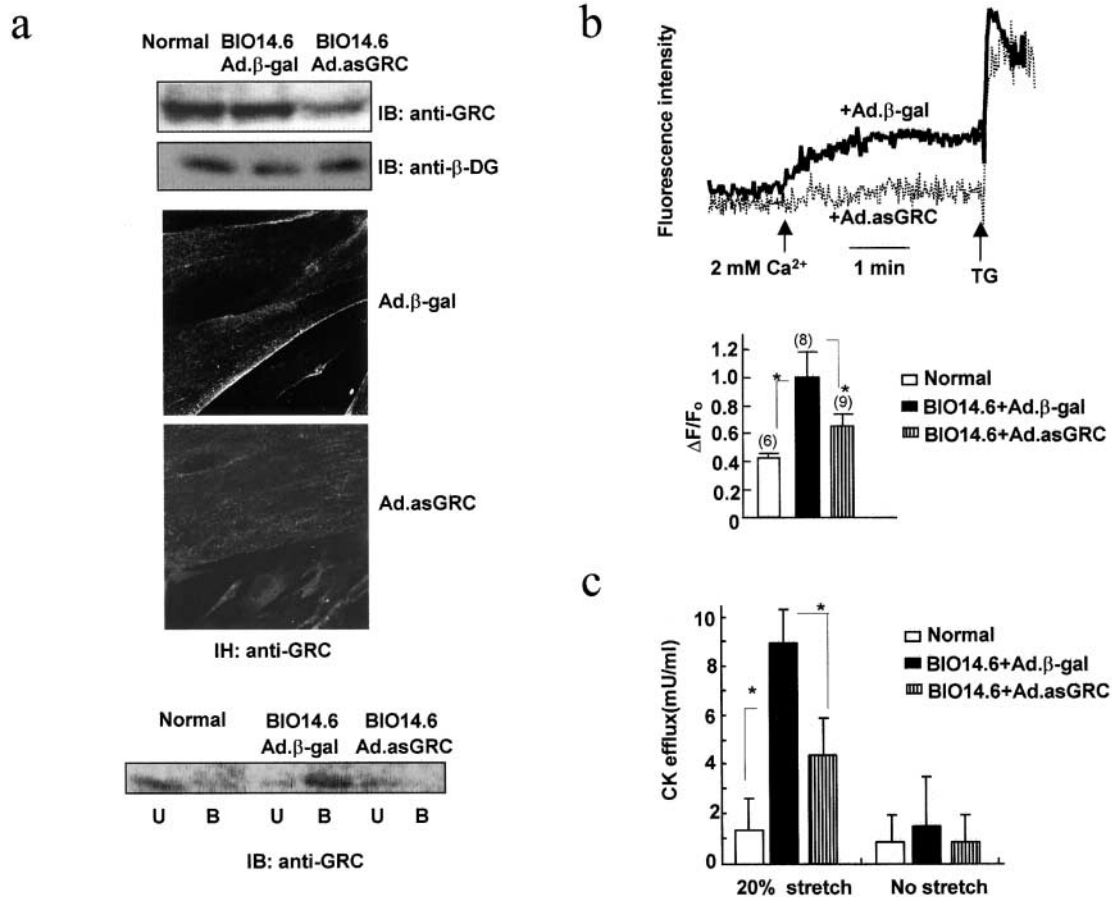 a
Normal BIO14.6 BIO14.6
Ad.β-gal Ad.asGRC
IB: anti-GRC
IB: anti-β-DG
Ad.β-gal
Ad.asGRC
IH: anti-GRC
Normal BIO14.6 BIO14.6
Ad.β-gal Ad.asGRC
U B U B U B
IB: anti-GRC
b
Fluorescence intensity
+Ad.β-gal
+Ad.asGRC
2 mM Ca²⁺ 1 min TG
ΔF/Fₒ
1.2
1.0
0.8
0.6
0.4
0.2
0
(6) * (8) * (9)
Normal
BIO14.6+Ad.β-gal
BIO14.6+Ad.asGRC
c
CK efflux(mU/ml)
10
8
6
4
2
0
* *
Normal
BIO14.6+Ad.β-gal
BIO14.6+Ad.asGRC
20% stretch No stretch